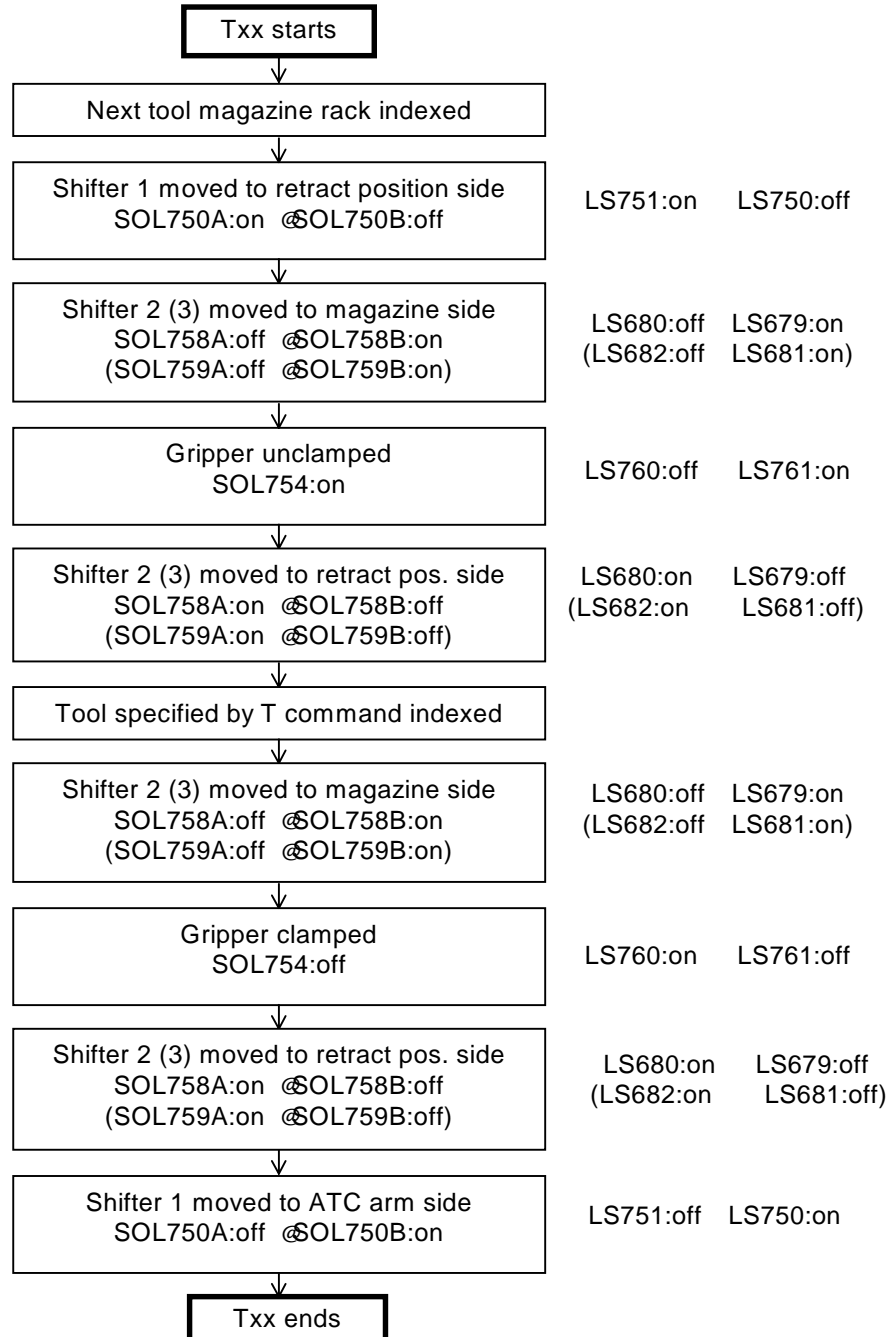 Txx starts
Next tool magazine rack indexed
Shifter 1 moved to retract position side
SOL750A:on @SOL750B:off
LS751:on LS750:off
Shifter 2 (3) moved to magazine side
SOL758A:off @SOL758B:on
(SOL759A:off @SOL759B:on)
LS680:off LS679:on
(LS682:off LS681:on)
Gripper unclamped
SOL754:on
LS760:off LS761:on
Shifter 2 (3) moved to retract pos. side
SOL758A:on @SOL758B:off
(SOL759A:on @SOL759B:off)
LS680:on LS679:off
(LS682:on LS681:off)
Tool specified by T command indexed
Shifter 2 (3) moved to magazine side
SOL758A:off @SOL758B:on
(SOL759A:off @SOL759B:on)
LS680:off LS679:on
(LS682:off LS681:on)
Gripper clamped
SOL754:off
LS760:on LS761:off
Shifter 2 (3) moved to retract pos. side
SOL758A:on @SOL758B:off
(SOL759A:on @SOL759B:off)
LS680:on LS679:off
(LS682:on LS681:off)
Shifter 1 moved to ATC arm side
SOL750A:off @SOL750B:on
LS751:off LS750:on
Txx ends